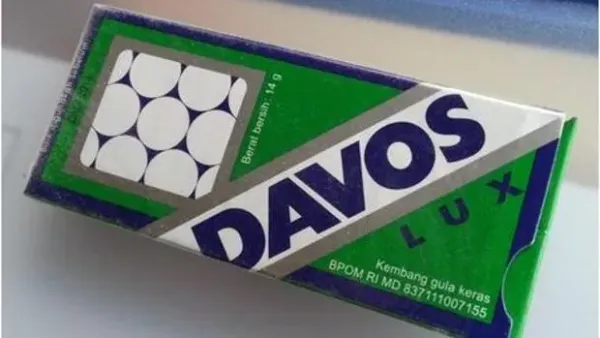 Berat bersih: 14 g
DAVOS
LUX
Kembang gula keras
BPOM RI MD 837111007155